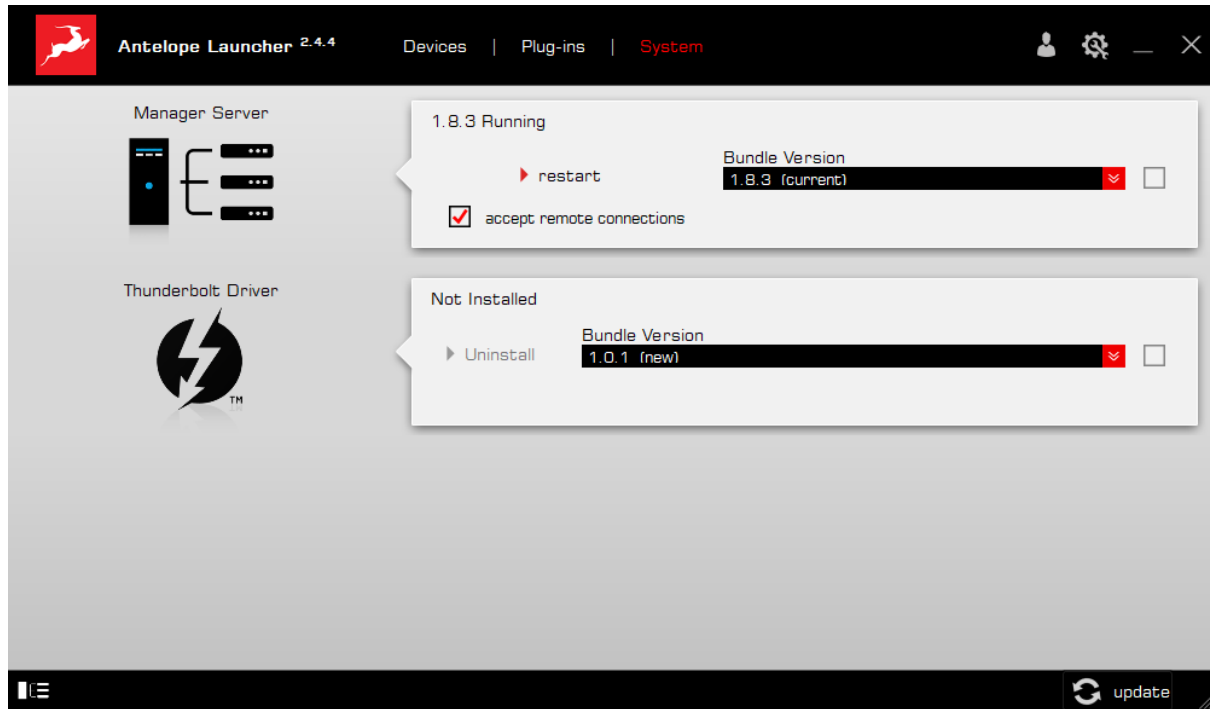 Antelope Launcher 2.4.4
Devices | Plug-ins | System
Manager Server
1.8.3 Running
restart
Bundle Version
1.8.3 (current)
accept remote connections
Thunderbolt Driver
TM
Not Installed
Uninstall
Bundle Version
1.0.1 (new)
update